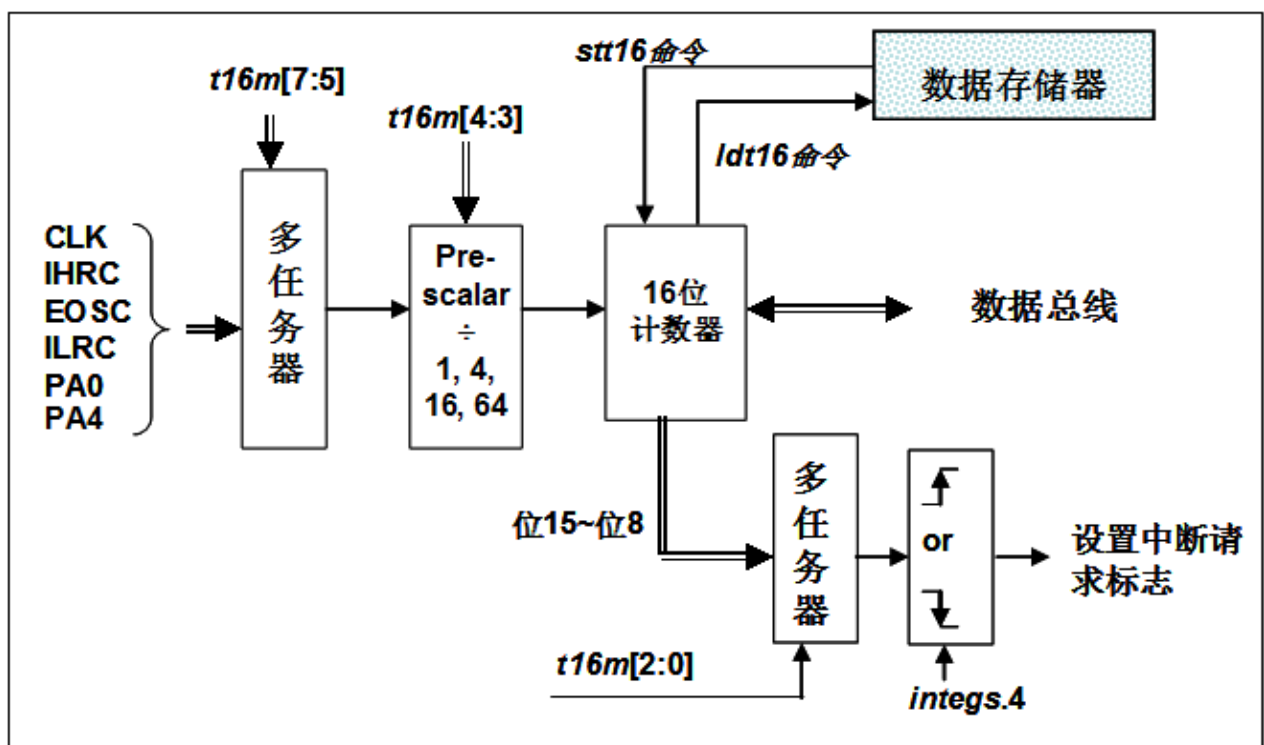 stt16命令
数据存储器
t16m[7:5]
t16m[4:3]
ldt16命令
CLK
IHRC
EOSC
ILRC
PA0
PA4
多
任
务
器
Pre-
scalar
÷
1, 4,
16, 64
16位
计数器
数据总线
位15~位8
多
任
务
器
or
设置中断请
求标志
t16m[2:0]
integs.4